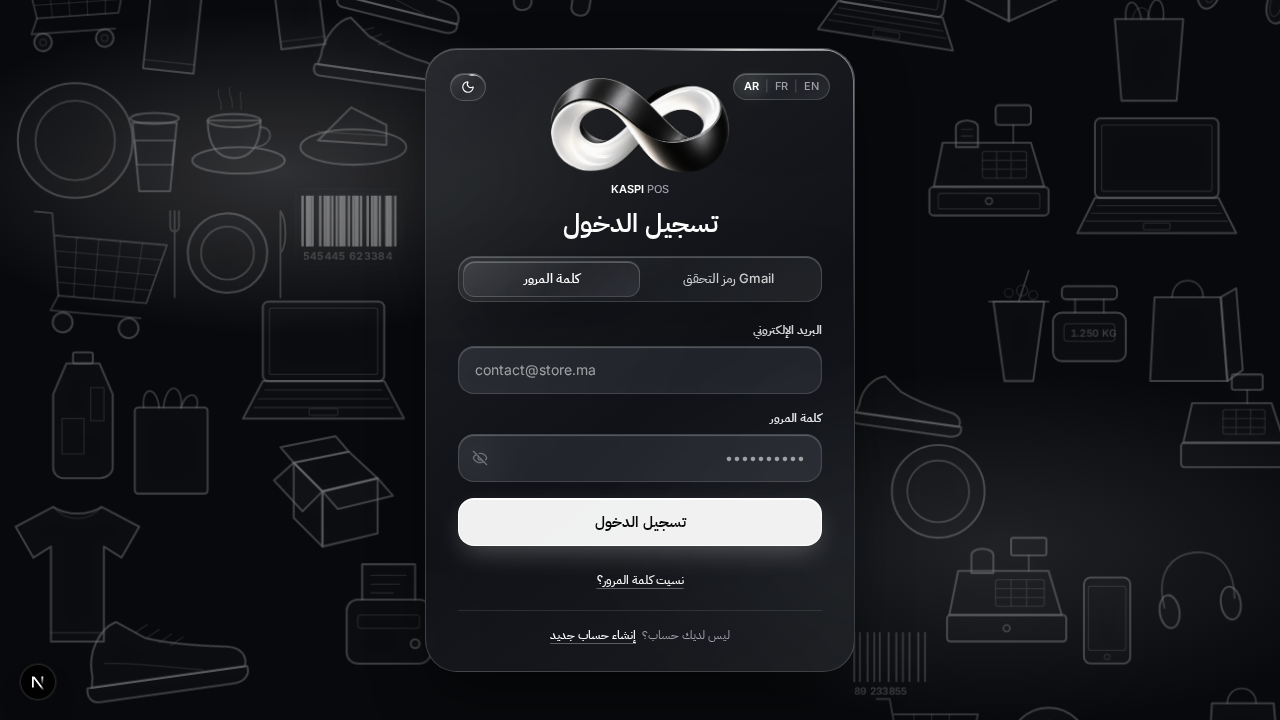 AR | FR | EN
KASPI POS
تسجيل الدخول
Gmail رمز التحقق
كلمة المرور
البريد الإلكتروني
contact@store.ma
كلمة المرور
••••••••••
تسجيل الدخول
نسيت كلمة المرور؟
ليس لديك حساب؟ إنشاء حساب جديد
545445 623384
1.250 KG
89 233855
N